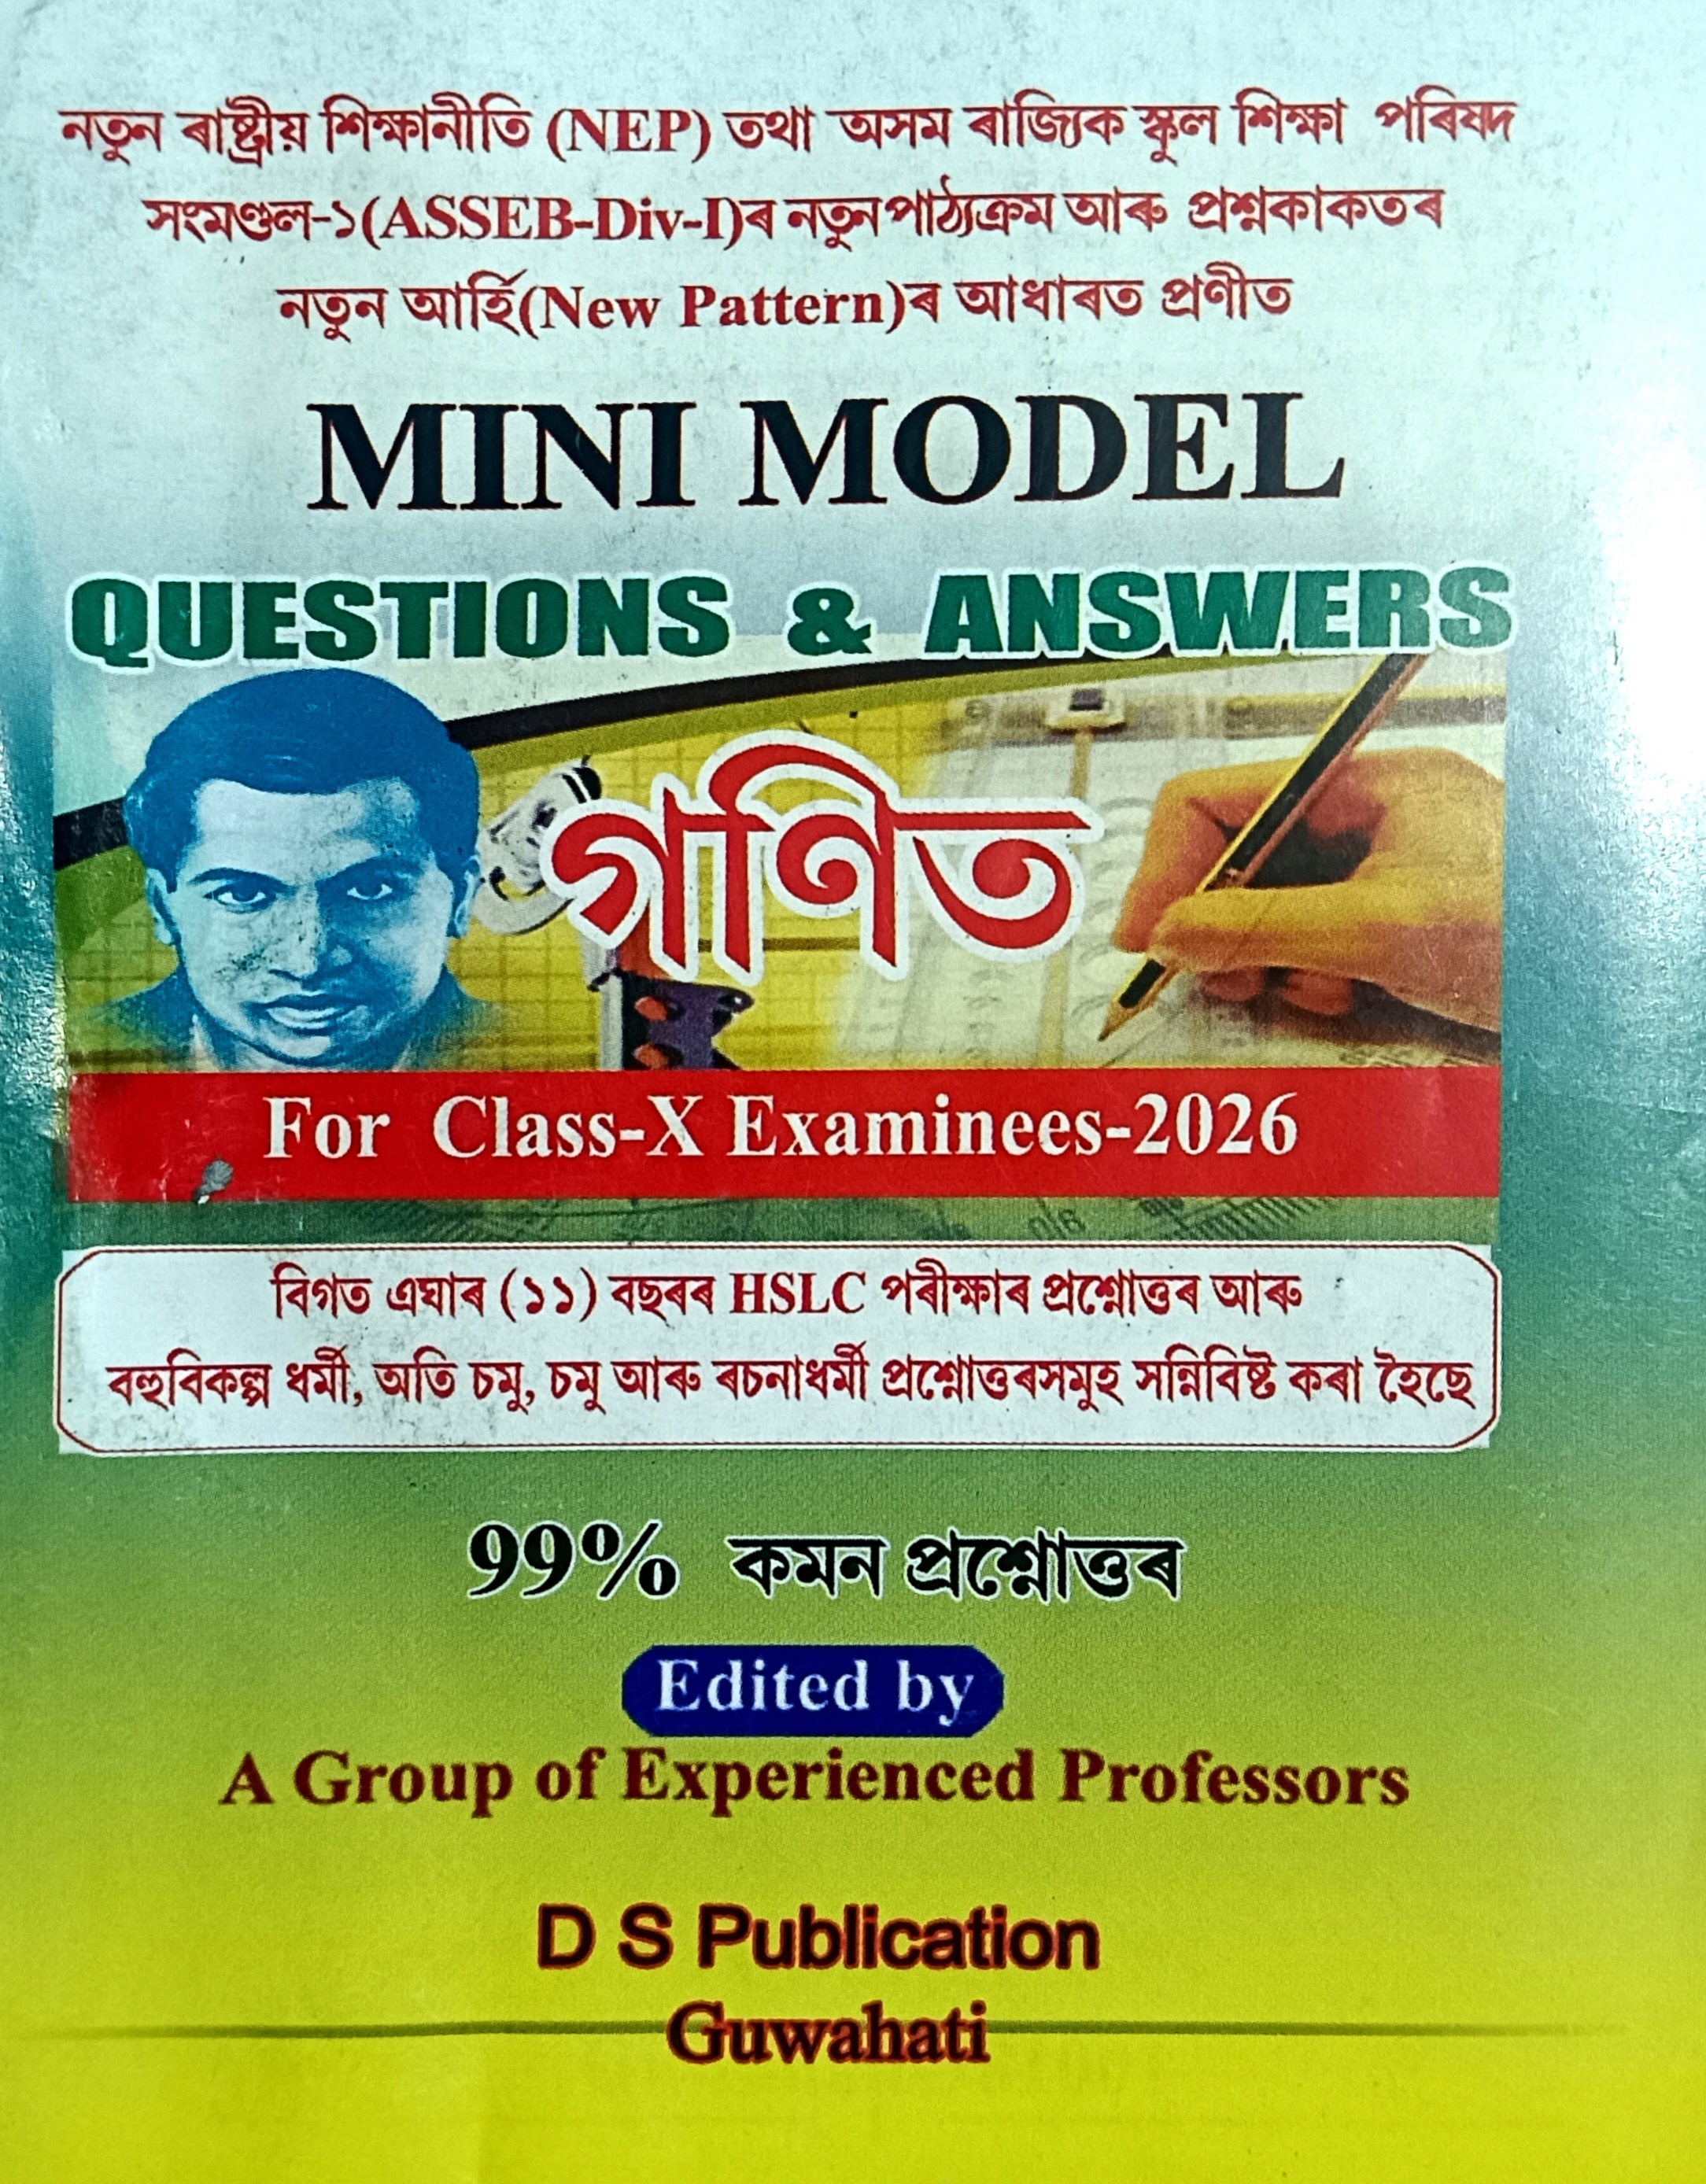 নতুন ৰাষ্ট্ৰীয় শিক্ষানীতি (NEP) তথা অসম ৰাজ্যিক স্কুল শিক্ষা পৰিষদ
সংমণ্ডল-১(ASSEB-Div-I)ৰ নতুন পাঠ্যক্ৰম আৰু প্ৰশ্নকাকতৰ
নতুন আৰ্হি(New Pattern)ৰ আধাৰত প্ৰণীত
MINI MODEL
QUESTIONS & ANSWERS
গণিত
For Class-X Examinees-2026
বিগত এঘাৰ (১১) বছৰৰ HSLC পৰীক্ষাৰ প্ৰশ্নোত্তৰ আৰু
বহুবিকল্প ধৰ্মী, অতি চমু, চমু আৰু ৰচনাধৰ্মী প্ৰশ্নোত্তৰসমুহ সন্নিবিষ্ট কৰা হৈছে
99% কমন প্ৰশ্নোত্তৰ
Edited by
A Group of Experienced Professors
D S Publication
Guwahati